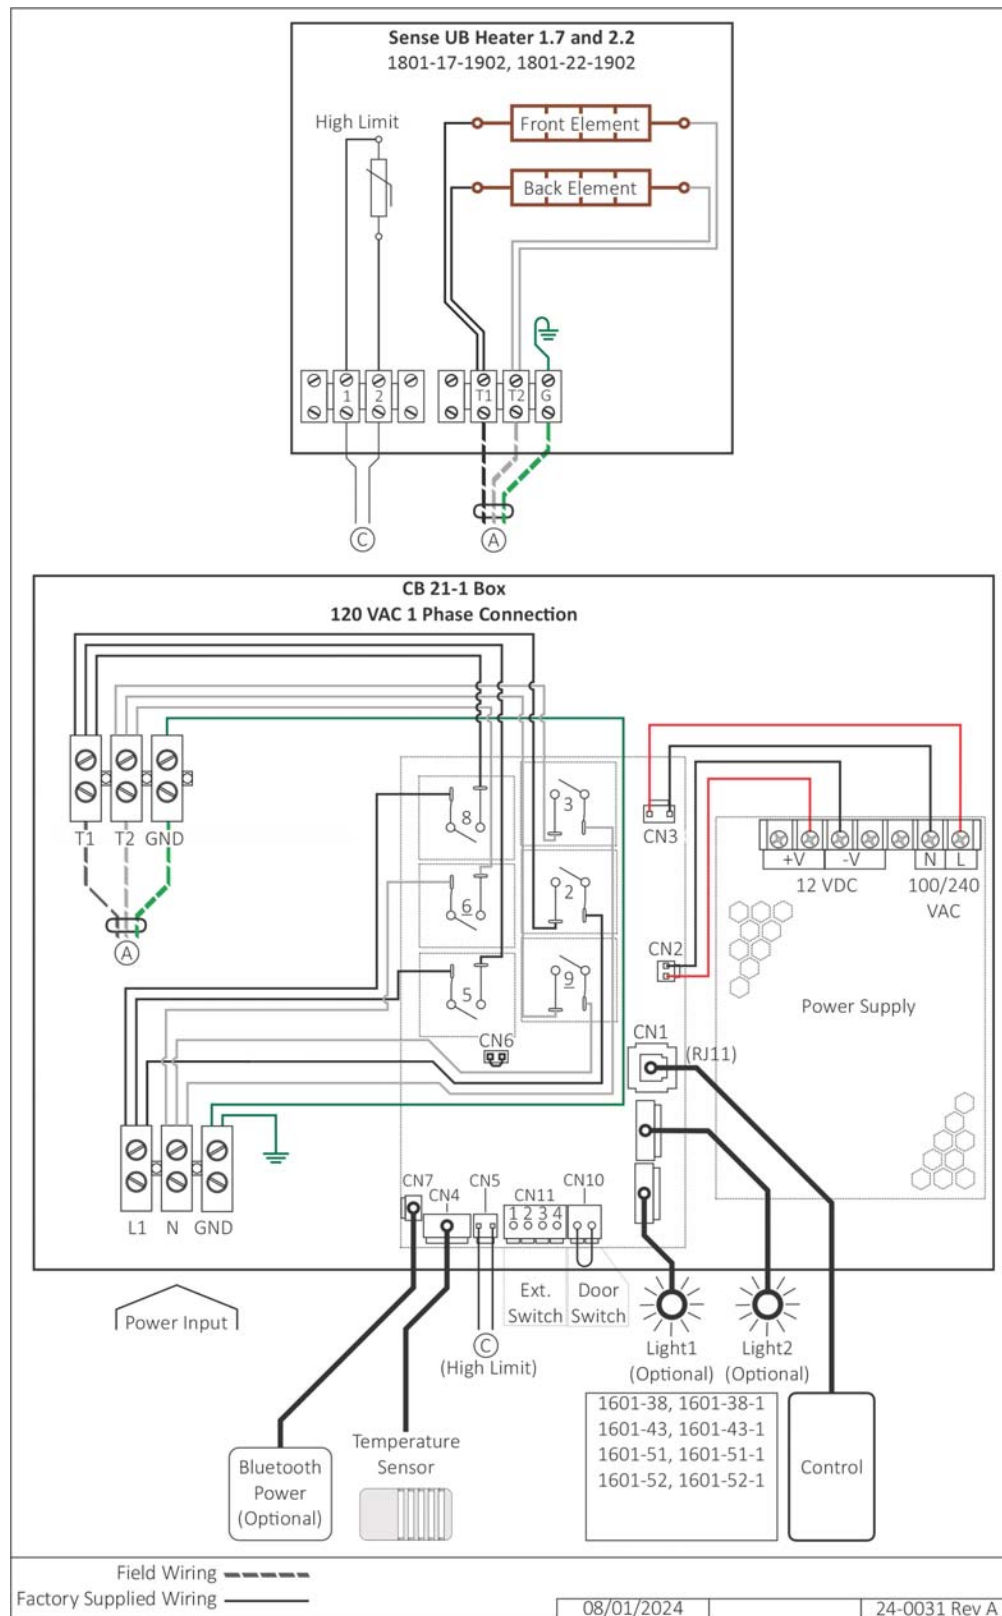 Sense UB Heater 1.7 and 2.2
1801-17-1902, 1801-22-1902
High Limit
Front Element
Back Element
1
2
T1
T2
G
C
A
CB 21-1 Box
120 VAC 1 Phase Connection
T1
T2
GND
A
8
3
6
2
5
9
CN6
CN3
+V
-V
N
L
12 VDC
100/240
VAC
CN2
Power Supply
CN1
(RJ11)
L1
N
GND
CN7
CN4
CN5
CN11
CN10
1 2 3 4
Ext.
Switch
Door
Switch
Power Input
C
(High Limit)
Light1
(Optional)
Light2
(Optional)
1601-38, 1601-38-1
1601-43, 1601-43-1
1601-51, 1601-51-1
1601-52, 1601-52-1
Control
Bluetooth
Power
(Optional)
Temperature
Sensor
Field Wiring
Factory Supplied Wiring
08/01/2024
24-0031 Rev A